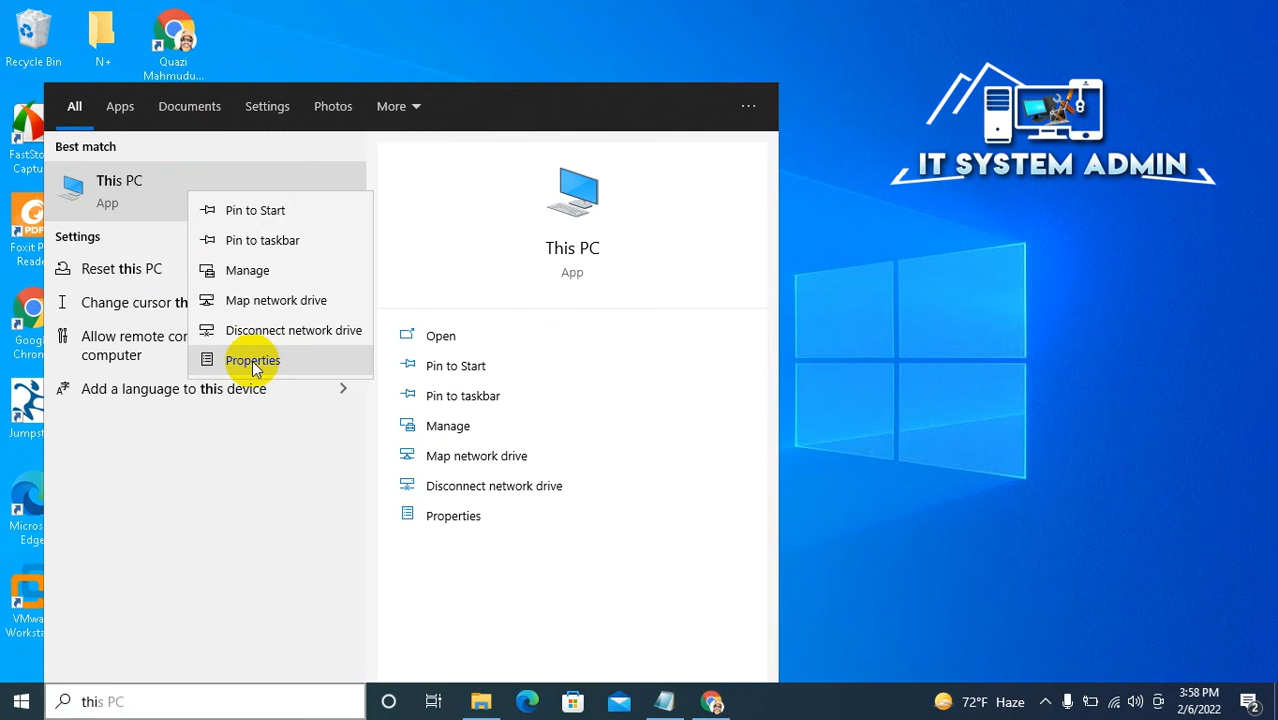 Recycle Bin
N+
Quazi
Mahmudu...
FastSto
Captu
Foxit P
Reade
Googl
Chrom
Jumpst
Micros
Edge
VMwa
Worksta
IT SYSTEM ADMIN
All Apps Documents Settings Photos More ...
Best match
This PC
App
Settings
Reset this PC
Change cursor th
Allow remote cor
computer
Add a language to this device
Pin to Start
Pin to taskbar
Manage
Map network drive
Disconnect network drive
Properties
This PC
App
Open
Pin to Start
Pin to taskbar
Manage
Map network drive
Disconnect network drive
Properties
this PC
72°F Haze
3:58 PM
2/6/2022
2